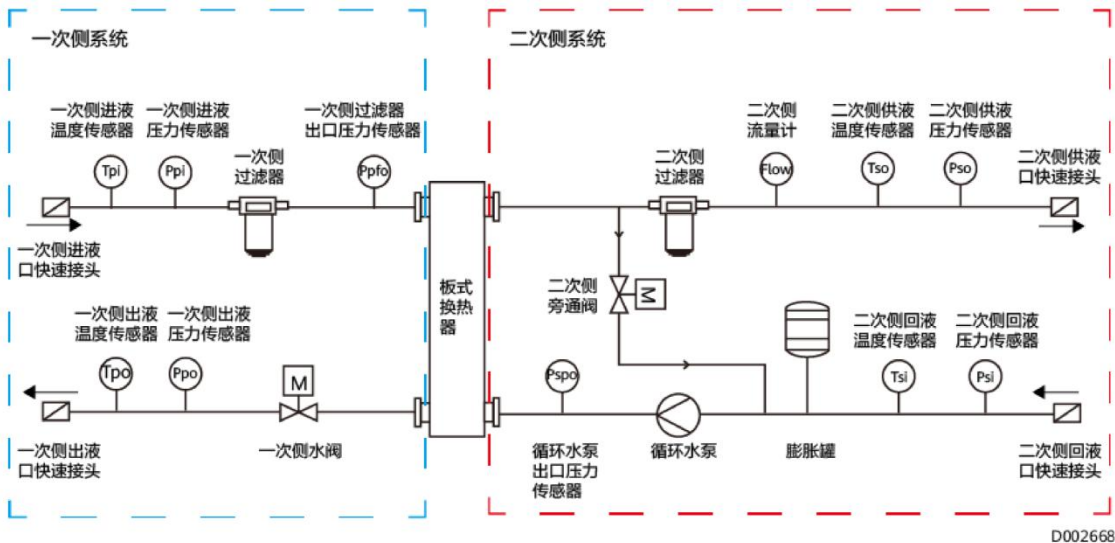 一次侧系统
二次侧系统
一次侧进液
温度传感器
一次侧进液
压力传感器
一次侧过滤器
出口压力传感器
一次侧
过滤器
Tpi
Ppi
Ppfo
一次侧进液
口快速接头
二次侧
过滤器
二次侧
流量计
二次侧供液
温度传感器
二次侧供液
压力传感器
Flow
Tso
Pso
二次侧供液
口快速接头
板式
换热
器
二次侧
旁通阀
M
一次侧出液
温度传感器
一次侧出液
压力传感器
Tpo
Ppo
M
一次侧出液
口快速接头
一次侧水阀
二次侧回液
温度传感器
二次侧回液
压力传感器
Pspo
Tsi
Psi
循环水泵
出口压力
传感器
循环水泵
膨胀罐
二次侧回液
口快速接头
D002668